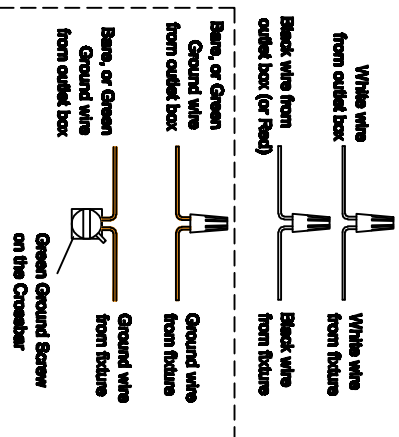 White wire
from outlet box
White wire
from fixture
Black wire from
outlet box (or Red)
Black wire
from fixture
Bare, or Green
Ground wire
from outlet box
Ground wire
from fixture
Bare, or Green
Ground wire
from outlet box
Ground wire
from fixture
Green Ground Screw
on the Crossbar